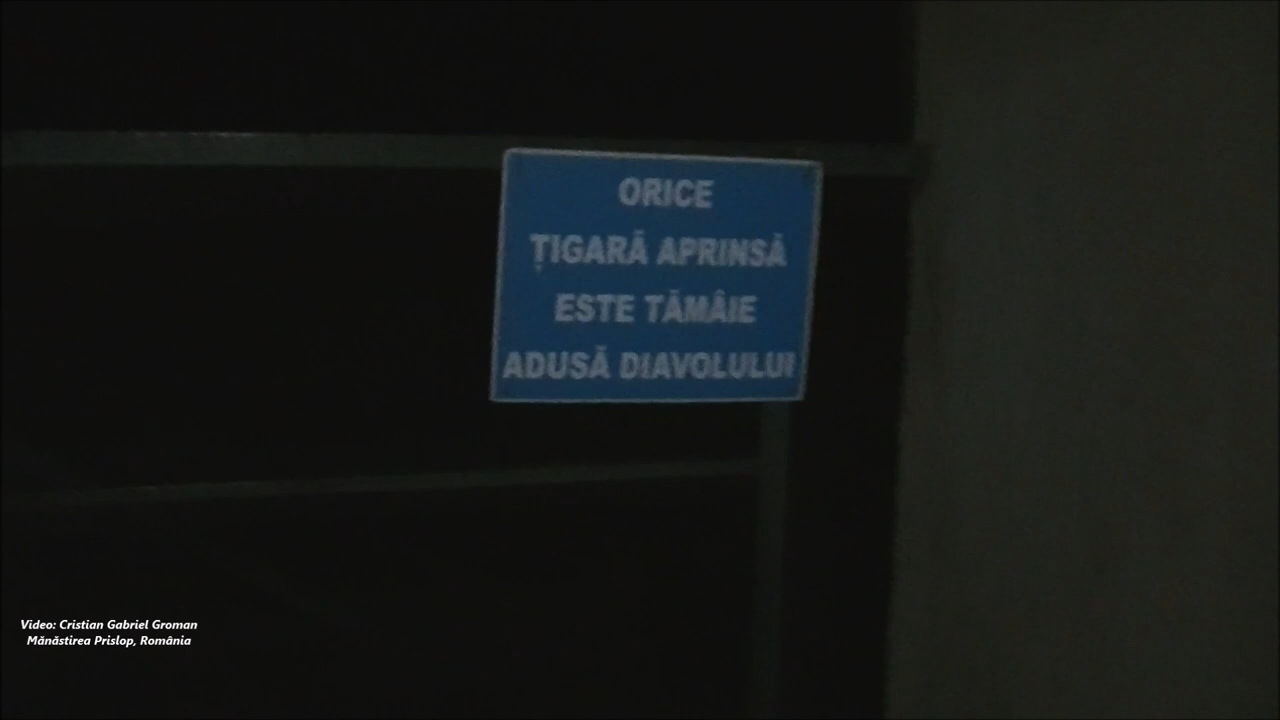 ORICE
ȚIGARĂ APRINSĂ
ESTE TĂMÂIE
ADUSĂ DIAVOLULUI
Video: Cristian Gabriel Groman
Mănăstirea Prislop, România